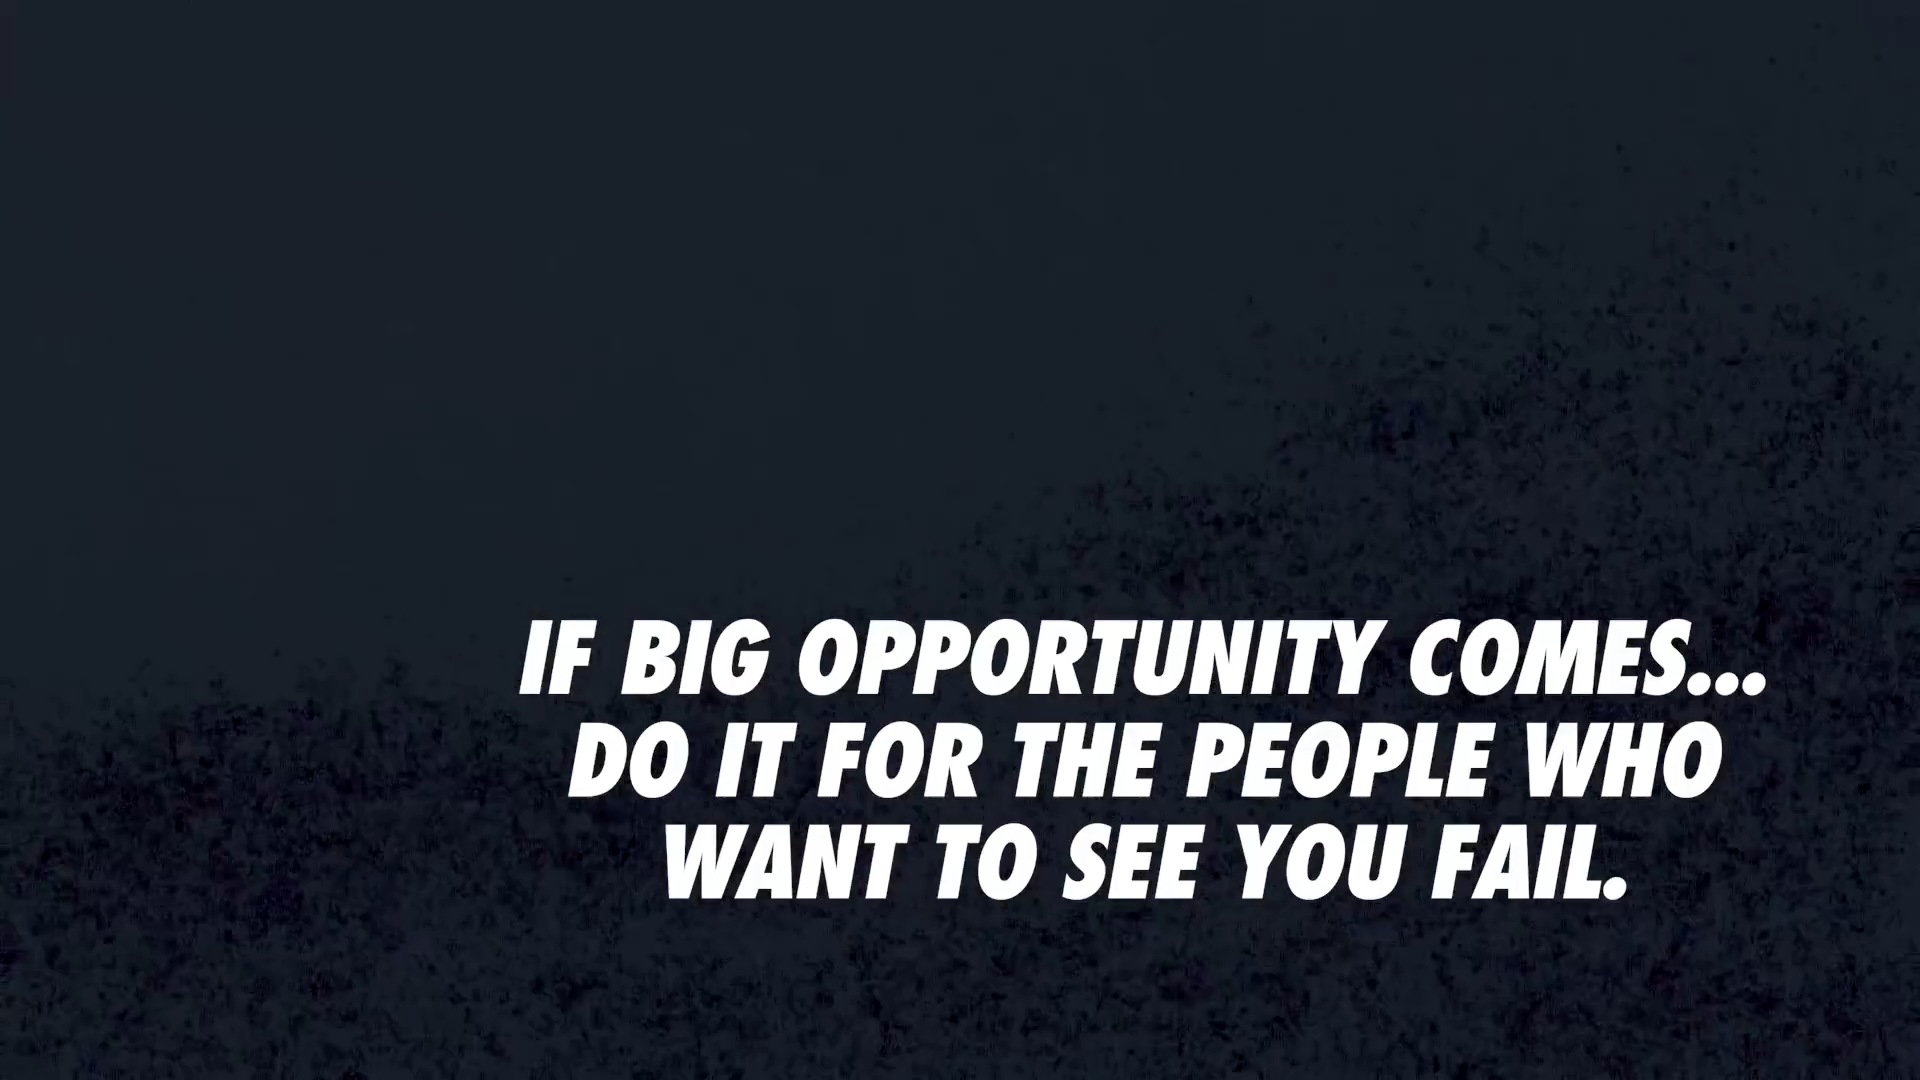 IF BIG OPPORTUNITY COMES...
DO IT FOR THE PEOPLE WHO
WANT TO SEE YOU FAIL.